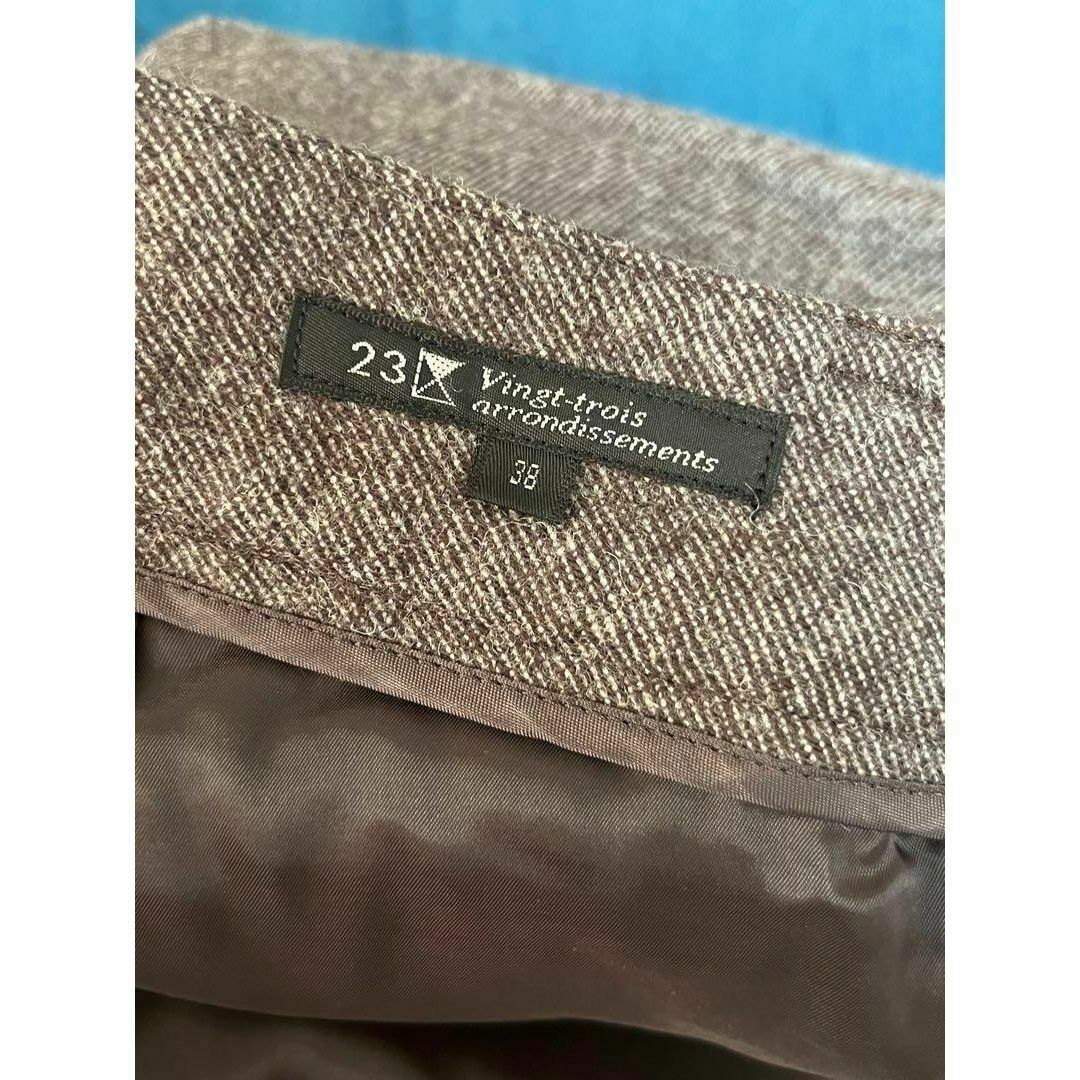 23 Vingt-trois
arrondissements
38